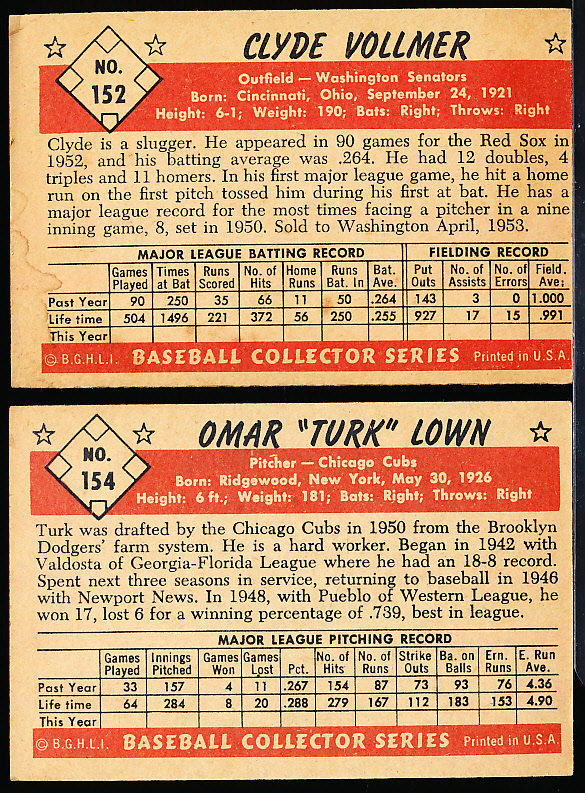 CLYDE VOLLMER
NO.
152
Outfield — Washington Senators
Born: Cincinnati, Ohio, September 24, 1921
Height: 6-1; Weight: 190; Bats: Right; Throws: Right
Clyde is a slugger. He appeared in 90 games for the Red Sox in
1952, and his batting average was .264. He had 12 doubles, 4
triples and 11 homers. In his first major league game, he hit a home
run on the first pitch tossed him during his first at bat. He has a
major league record for the most times facing a pitcher in a nine
inning game, 8, set in 1950. Sold to Washington April, 1953.
MAJOR LEAGUE BATTING RECORD FIELDING RECORD
Games Times Runs No. of Home Runs Bat. Put No. of No. of Field.
Played at Bat Scored Hits Runs Bat. In Ave. Outs Assists Errors Ave;
Past Year 90 250 35 66 11 50 .264 143 3 0 1.000
Life time 504 1496 221 372 56 250 .255 927 17 15 .991
This Year
© B.G.H.L.I. BASEBALL COLLECTOR SERIES Printed in U.S.A.
OMAR "TURK" LOWN
NO.
154
Pitcher — Chicago Cubs
Born: Ridgewood, New York, May 30, 1926
Height: 6 ft.; Weight: 181; Bats: Right; Throws: Right
Turk was drafted by the Chicago Cubs in 1950 from the Brooklyn
Dodgers' farm system. He is a hard worker. Began in 1942 with
Valdosta of Georgia-Florida League where he had an 18-8 record.
Spent next three seasons in service, returning to baseball in 1946
with Newport News. In 1948, with Pueblo of Western League, he
won 17, lost 6 for a winning percentage of .739, best in league.
MAJOR LEAGUE PITCHING RECORD
Games Innings Games Games Pct. No. of No. of Strike Ba. on Ern. E. Run
Played Pitched Won Lost Hits Runs Outs Balls Runs Ave.
Past Year 33 157 4 11 .267 154 87 73 93 76 4.36
Life time 64 284 8 20 .288 279 167 112 183 153 4.90
This Year
© B.G.H.L.I. BASEBALL COLLECTOR SERIES Printed in U.S.A.